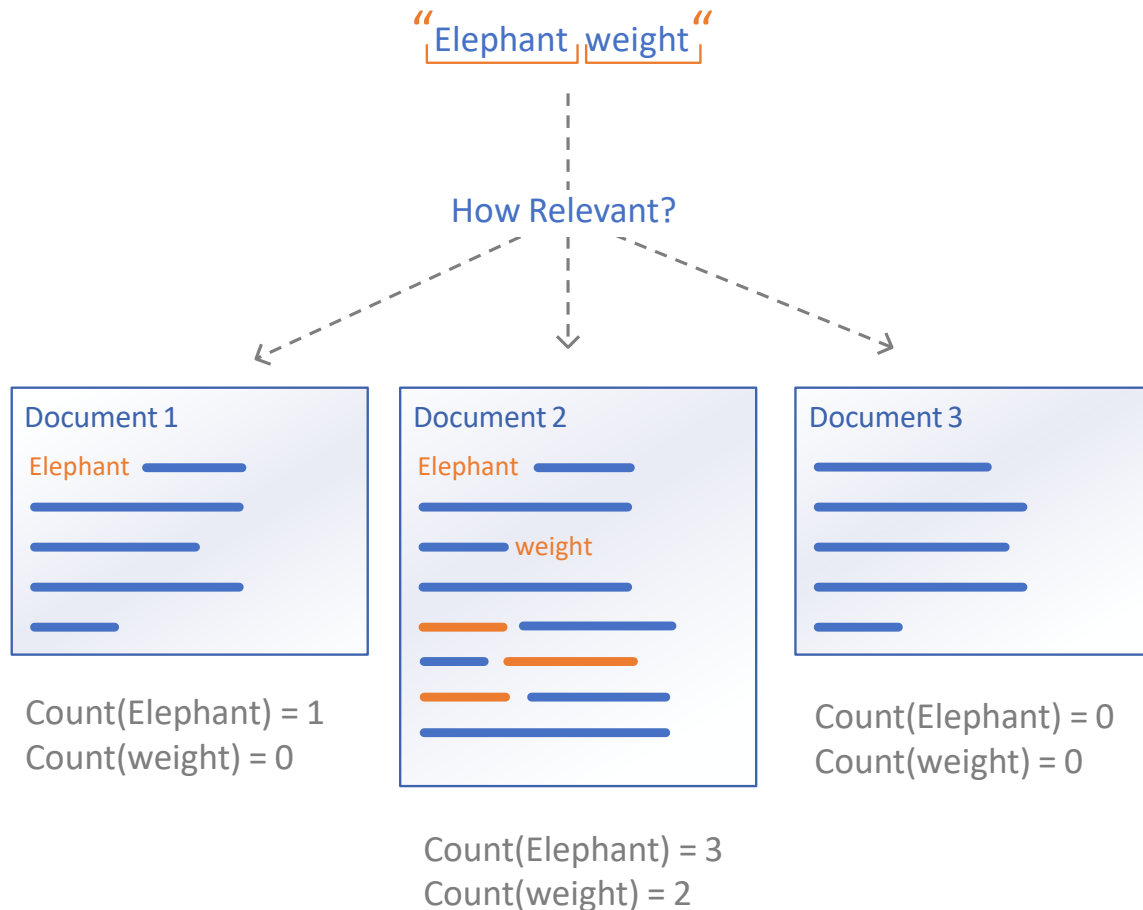 “Elephant weight“
How Relevant?
Document 1
Elephant
Count(Elephant) = 1
Count(weight) = 0
Document 2
Elephant
weight
Count(Elephant) = 3
Count(weight) = 2
Document 3
Count(Elephant) = 0
Count(weight) = 0